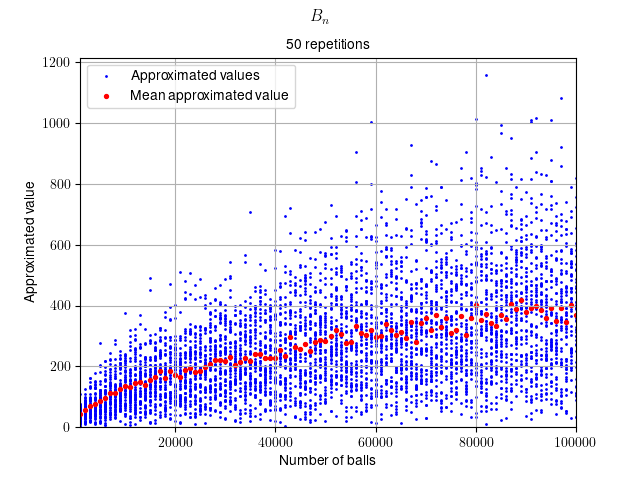 B_n
50 repetitions
1200
1000
800
600
400
200
0
Approximated value
Approximated values
Mean approximated value
20000 40000 60000 80000 100000
Number of balls